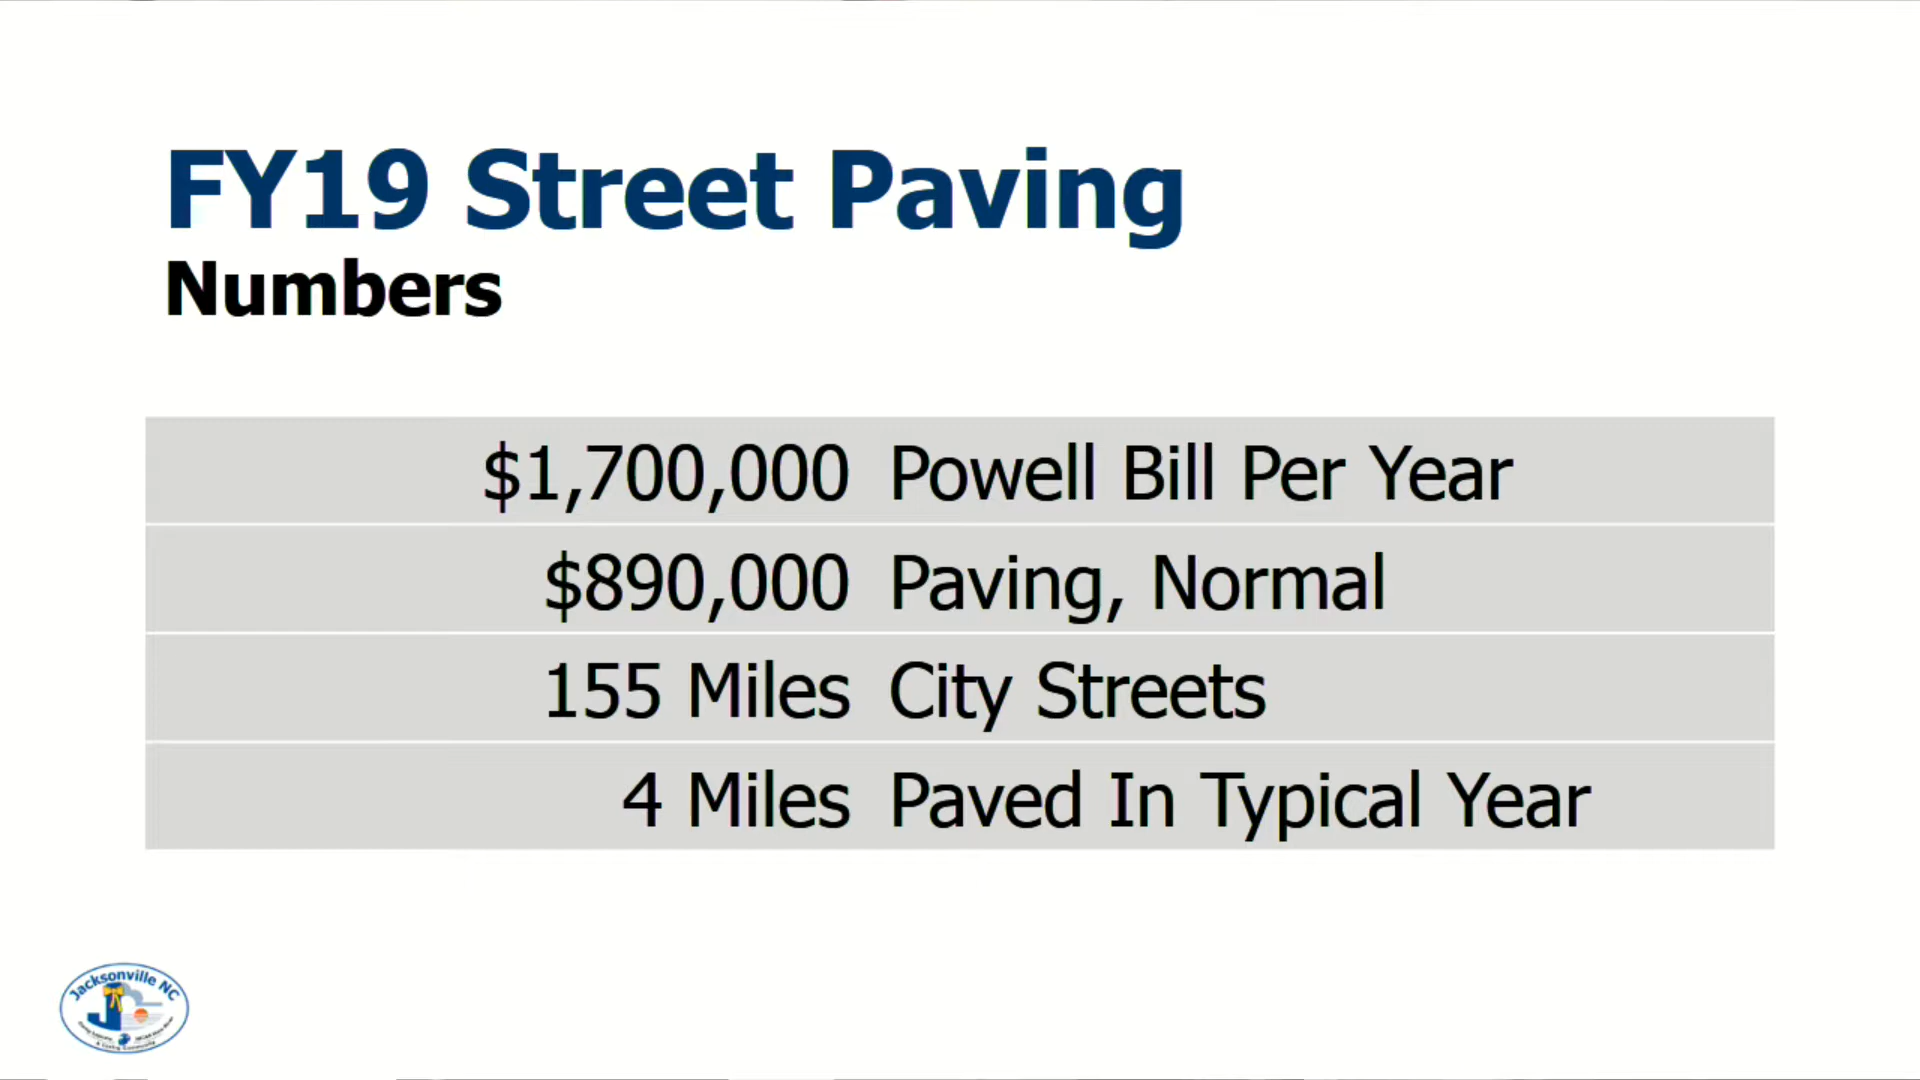 FY19 Street Paving
Numbers
$1,700,000 Powell Bill Per Year
$890,000 Paving, Normal
155 Miles City Streets
4 Miles Paved In Typical Year
Jacksonville NC